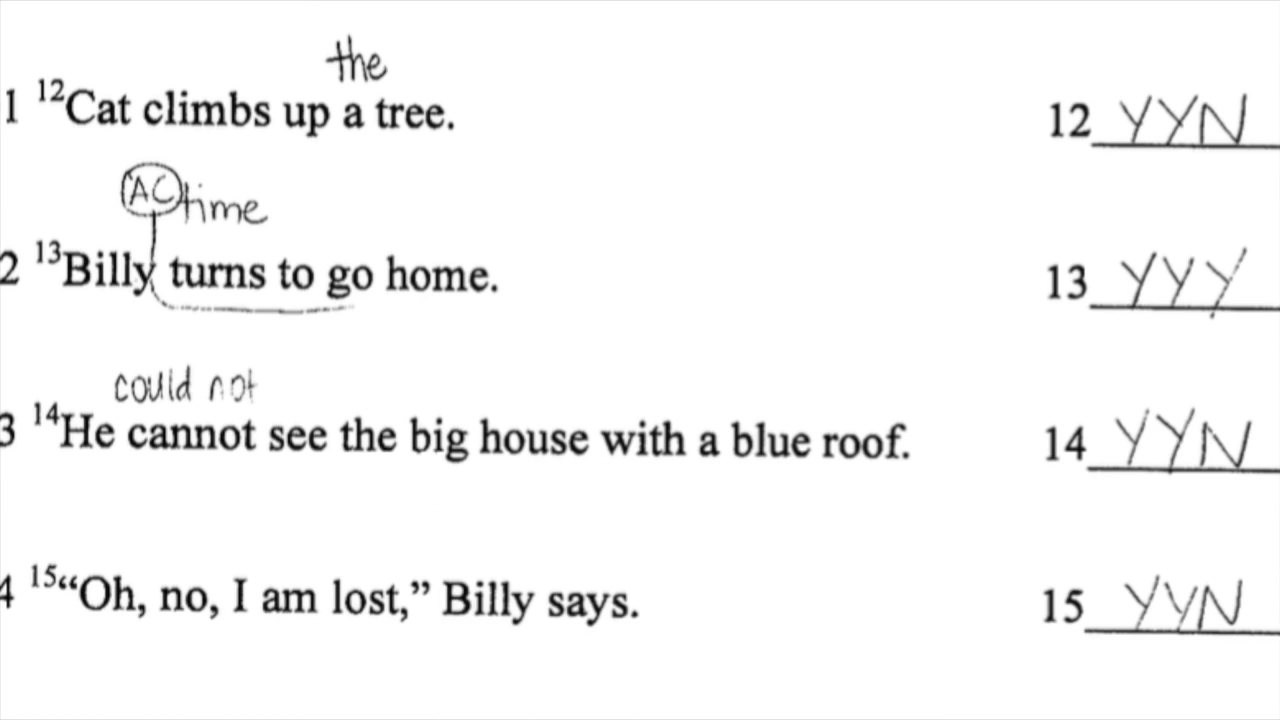 the
1 12Cat climbs up a tree. 12 YYN
AC time
2 13Billy turns to go home. 13 YYY
could not
3 14He cannot see the big house with a blue roof. 14 YYN
4 15“Oh, no, I am lost,” Billy says. 15 YYN